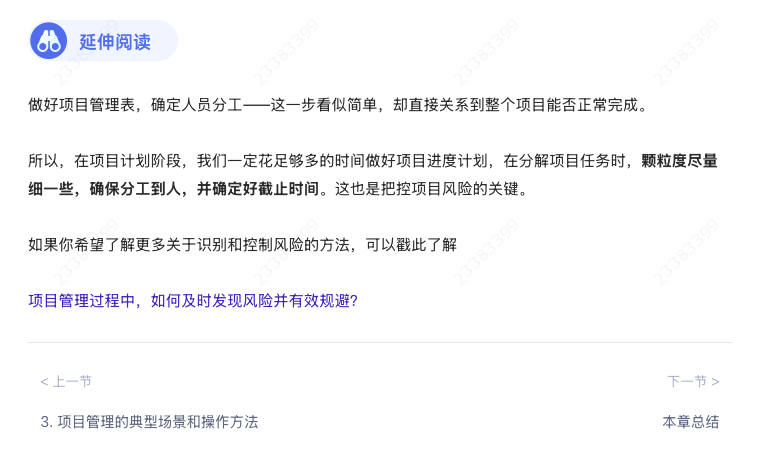 延伸阅读
做好项目管理表，确定人员分工——这一步看似简单，却直接关系到整个项目能否正常完成。
所以，在项目计划阶段，我们一定花足够多的时间做好项目进度计划，在分解项目任务时，颗粒度尽量
细一些，确保分工到人，并确定好截止时间。这也是把控项目风险的关键。
如果你希望了解更多关于识别和控制风险的方法，可以戳此了解
项目管理过程中，如何及时发现风险并有效规避?
< 上一节
下一节 >
3. 项目管理的典型场景和操作方法
本章总结
23383399
23383399
23383399
23383399
23383399
23383399
23383399
23383399